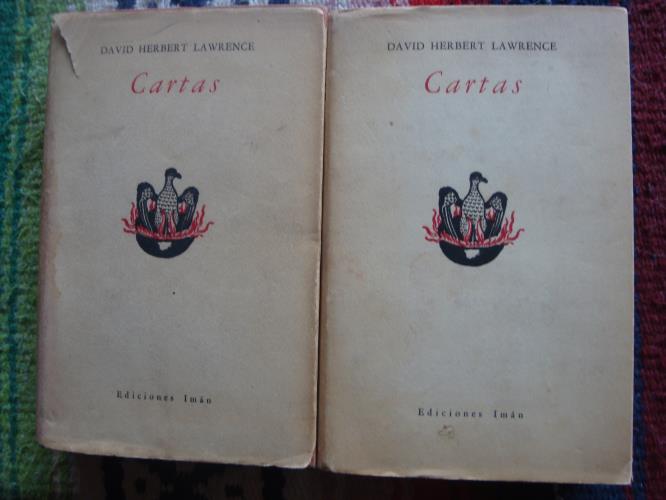 DAVID HERBERT LAWRENCE
Cartas
Ediciones Imán
DAVID HERBERT LAWRENCE
Cartas
Ediciones Imán